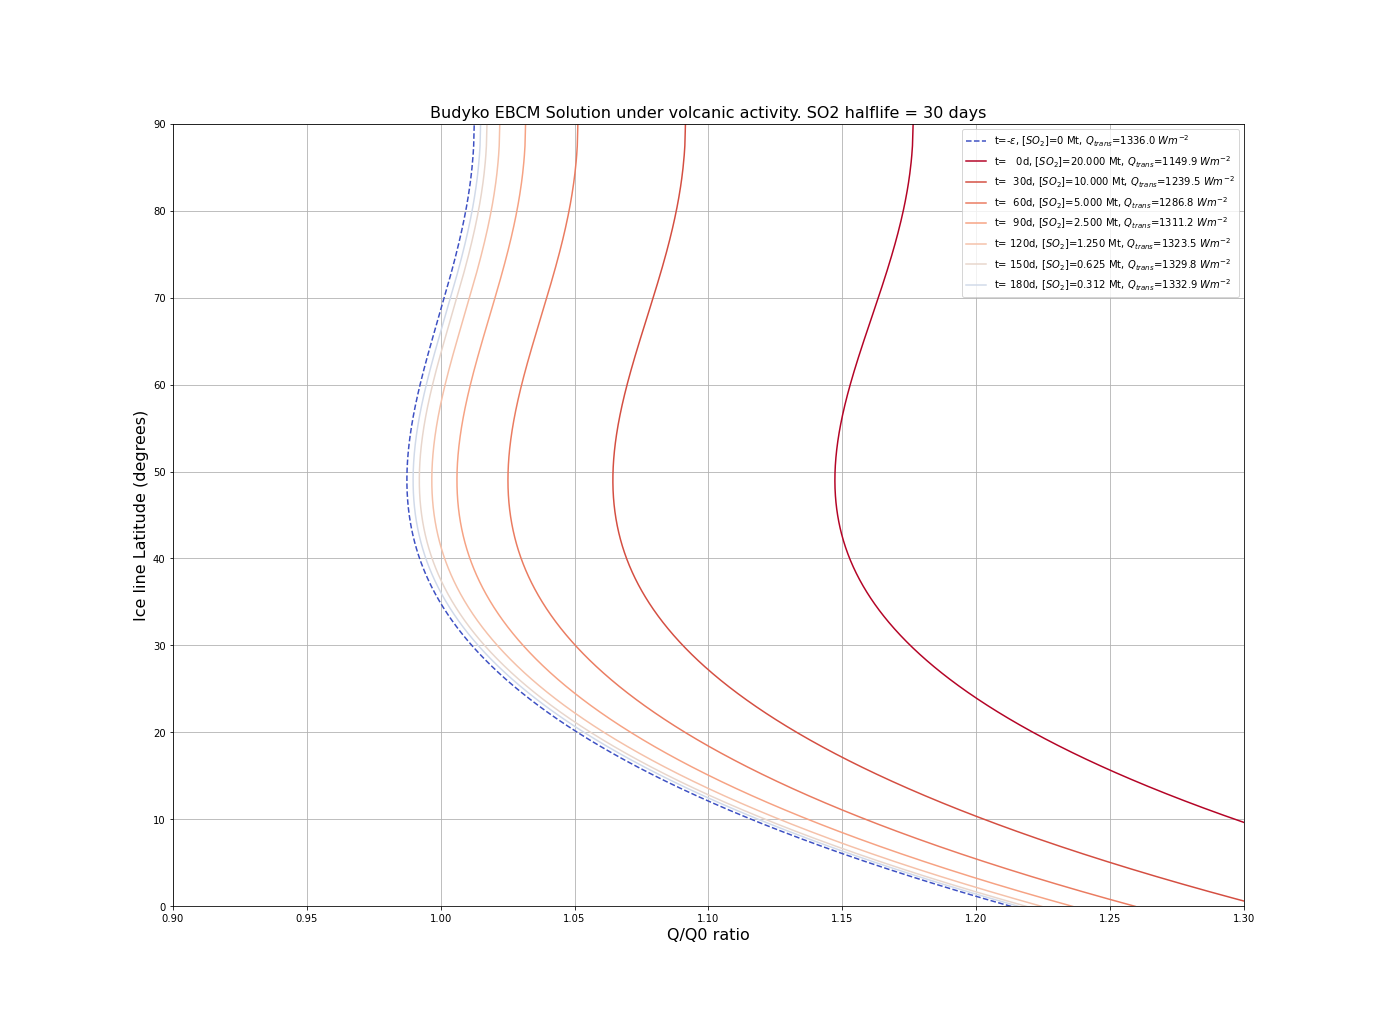 Budyko EBCM Solution under volcanic activity. SO2 halflife = 30 days
t=-ε, [SO₂]=0 Mt, Qₜᵣₐₙₛ=1336.0 Wm⁻²
t=   0d, [SO₂]=20.000 Mt, Qₜᵣₐₙₛ=1149.9 Wm⁻²
t=  30d, [SO₂]=10.000 Mt, Qₜᵣₐₙₛ=1239.5 Wm⁻²
t=  60d, [SO₂]=5.000 Mt, Qₜᵣₐₙₛ=1286.8 Wm⁻²
t=  90d, [SO₂]=2.500 Mt, Qₜᵣₐₙₛ=1311.2 Wm⁻²
t= 120d, [SO₂]=1.250 Mt, Qₜᵣₐₙₛ=1323.5 Wm⁻²
t= 150d, [SO₂]=0.625 Mt, Qₜᵣₐₙₛ=1329.8 Wm⁻²
t= 180d, [SO₂]=0.312 Mt, Qₜᵣₐₙₛ=1332.9 Wm⁻²
90
80
70
60
50
40
30
20
10
0
Ice line Latitude (degrees)
0.90 0.95 1.00 1.05 1.10 1.15 1.20 1.25 1.30
Q/Q0 ratio